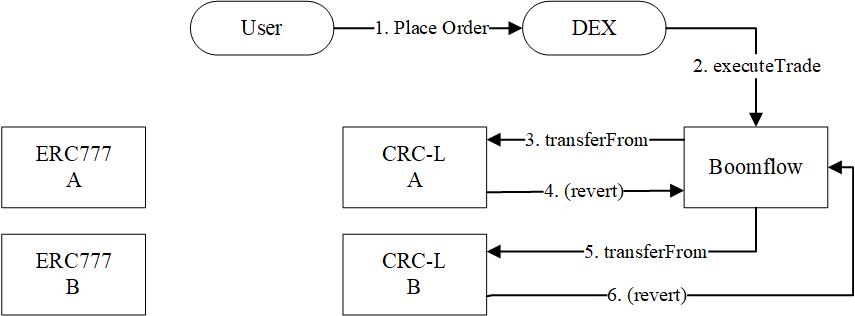 User
1. Place Order
DEX
2. executeTrade
ERC777
A
CRC-L
A
3. transferFrom
4. (revert)
Boomflow
ERC777
B
CRC-L
B
5. transferFrom
6. (revert)